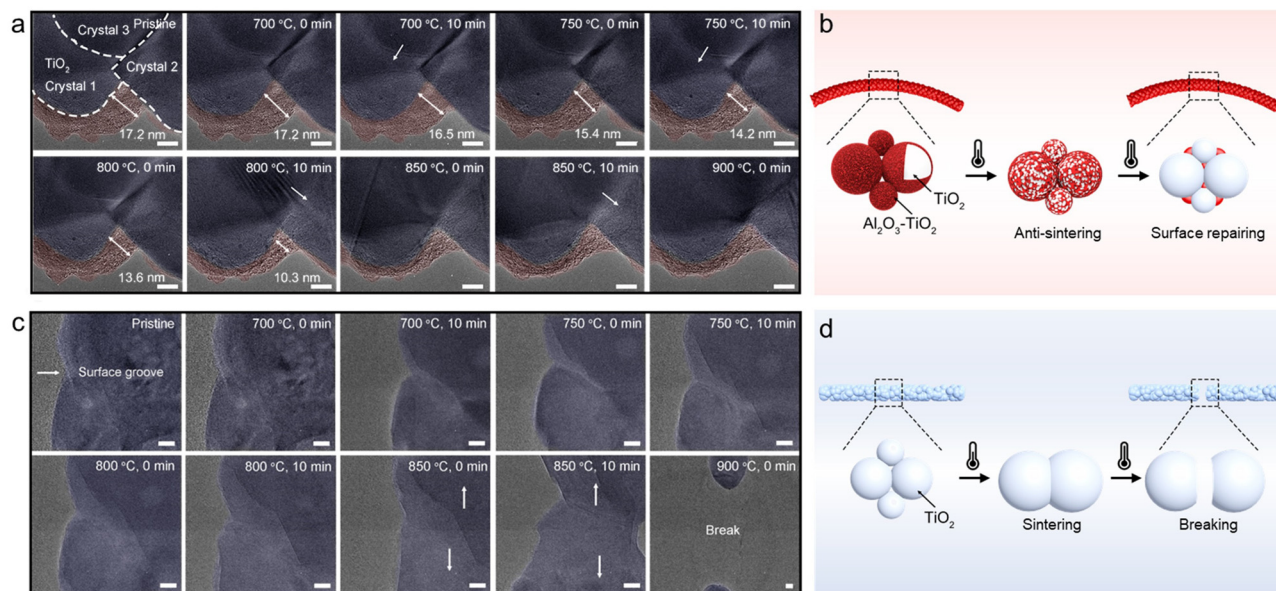 a
Pristine
Crystal 3
TiO₂
Crystal 2
Crystal 1
17.2 nm
700 °C, 0 min
17.2 nm
700 °C, 10 min
16.5 nm
750 °C, 0 min
15.4 nm
750 °C, 10 min
14.2 nm
800 °C, 0 min
13.6 nm
800 °C, 10 min
10.3 nm
850 °C, 0 min
850 °C, 10 min
900 °C, 0 min
b
TiO₂
Al₂O₃-TiO₂
Anti-sintering
Surface repairing
c
Pristine
Surface groove
700 °C, 0 min
700 °C, 10 min
750 °C, 0 min
750 °C, 10 min
800 °C, 0 min
800 °C, 10 min
850 °C, 0 min
850 °C, 10 min
900 °C, 0 min
Break
d
TiO₂
Sintering
Breaking